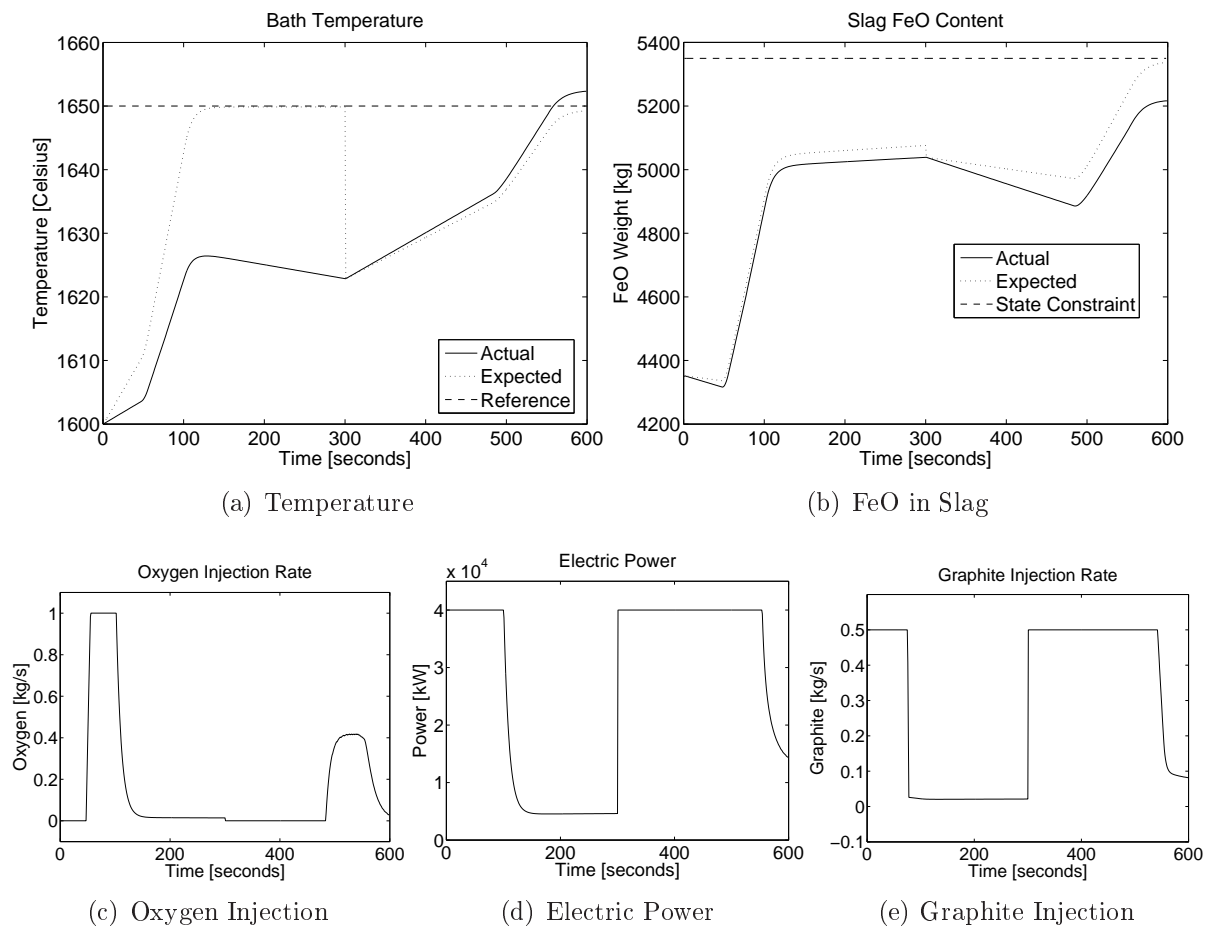 Bath Temperature
1660
1650
1640
1630
1620
1610
1600
0
100
200
300
400
500
600
Temperature [Celsius]
Time [seconds]
Actual
Expected
Reference
(a) Temperature
Slag FeO Content
5400
5200
5000
4800
4600
4400
4200
0
100
200
300
400
500
600
FeO Weight [kg]
Time [seconds]
Actual
Expected
State Constraint
(b) FeO in Slag
Oxygen Injection Rate
1
0.8
0.6
0.4
0.2
0
0
200
400
600
Oxygen [kg/s]
Time [seconds]
(c) Oxygen Injection
Electric Power
x 10^4
4
3
2
1
0
0
200
400
600
Power [kW]
Time [seconds]
(d) Electric Power
Graphite Injection Rate
0.5
0.4
0.3
0.2
0.1
0
−0.1
0
200
400
600
Graphite [kg/s]
Time [seconds]
(e) Graphite Injection